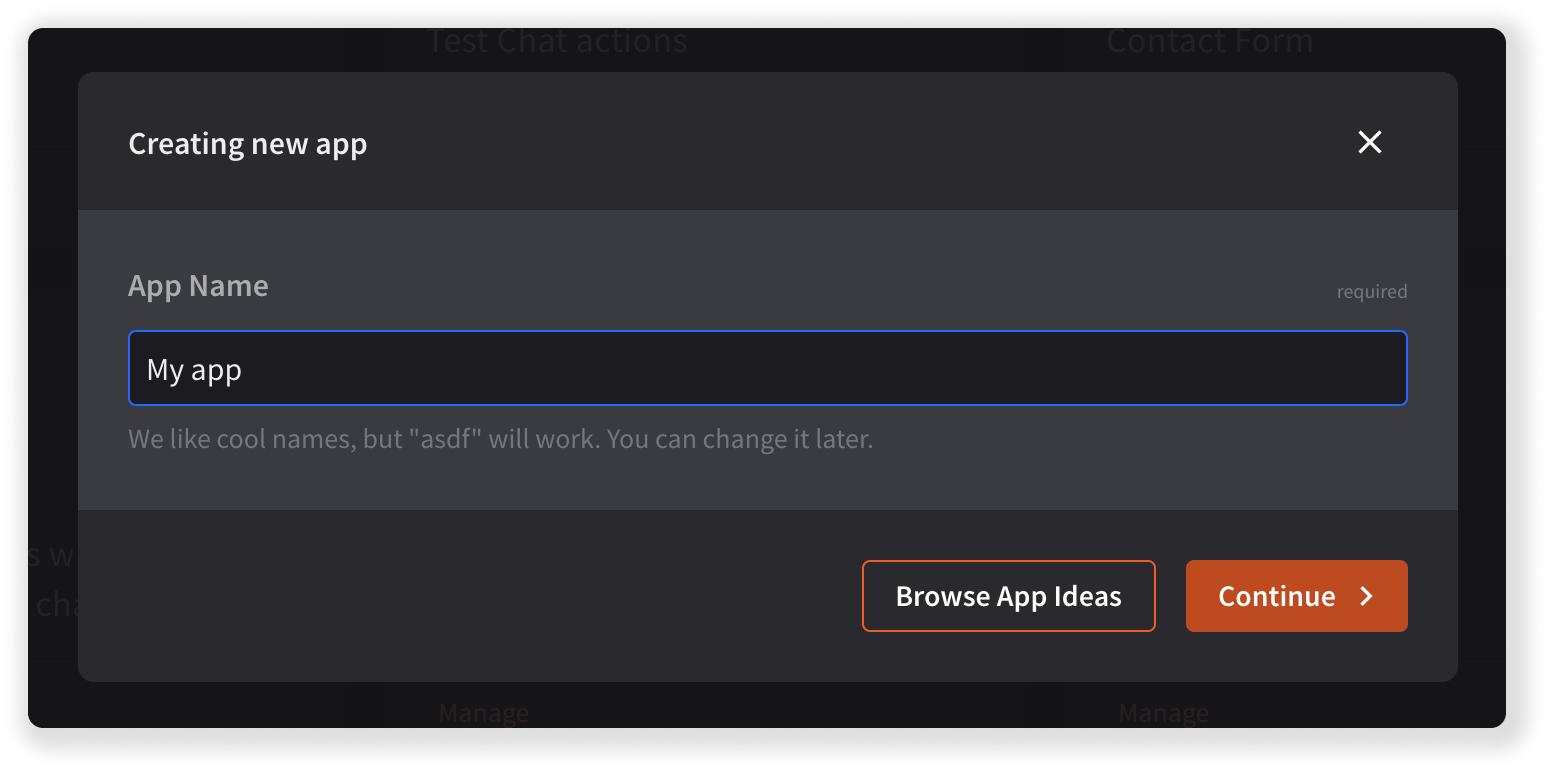 Test Chat actions
Contact Form
Creating new app
App Name
required
My app
We like cool names, but "asdf" will work. You can change it later.
s w
cha
Browse App Ideas
Continue
Manage
Manage